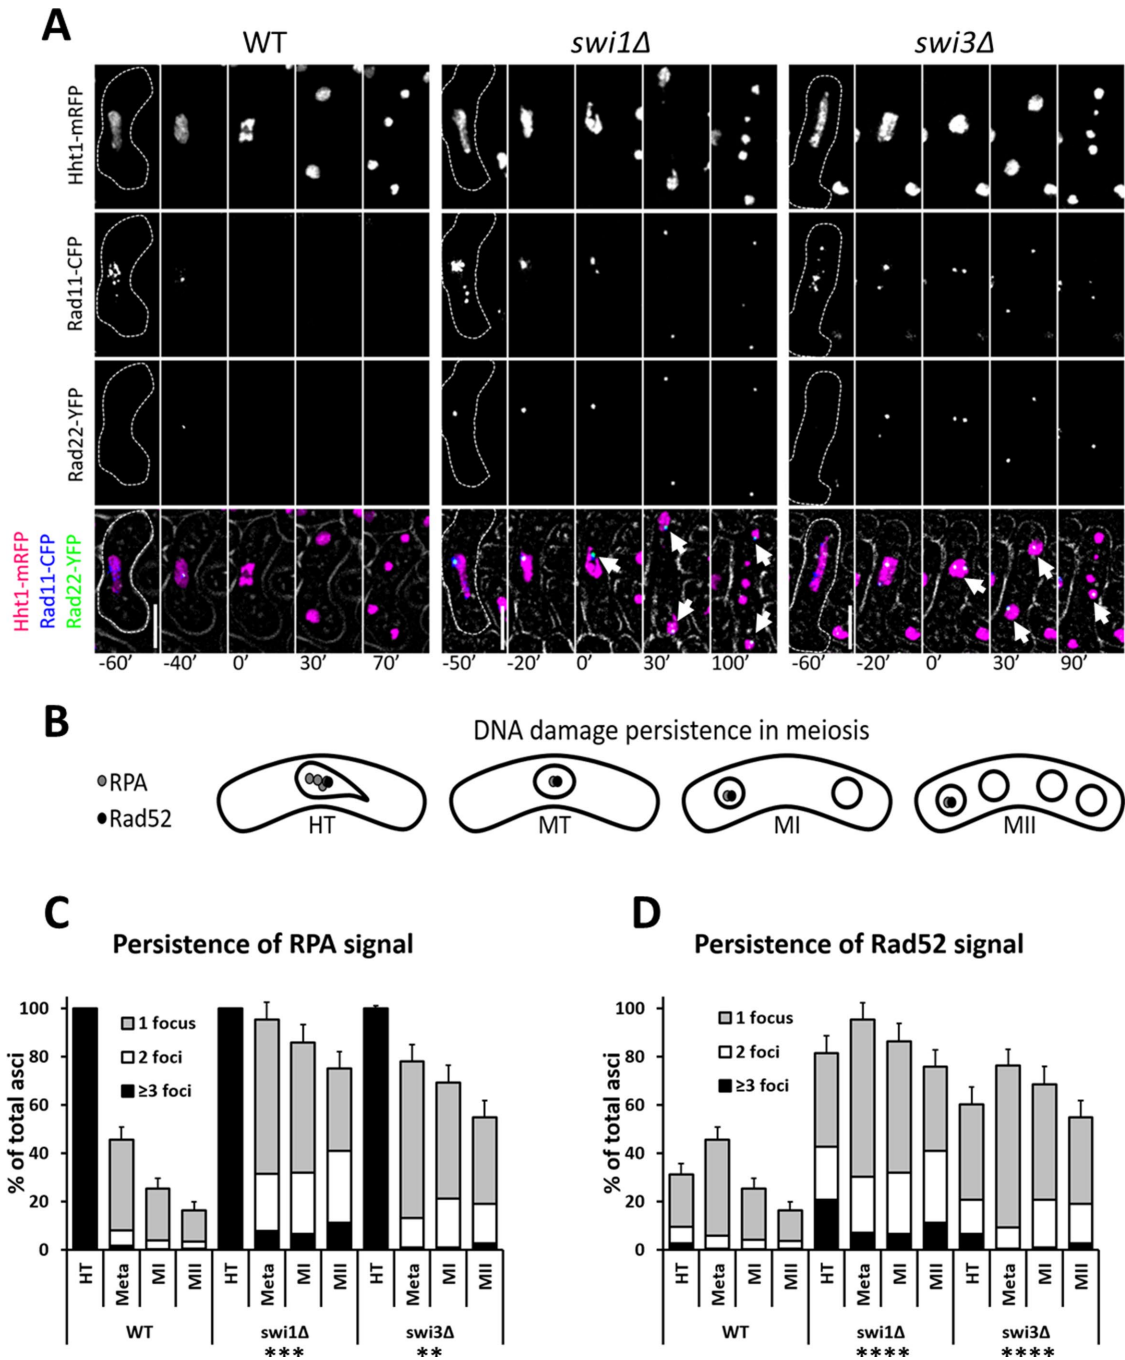 A
WT swi1Δ swi3Δ
Hht1-mRFP
Rad11-CFP
Rad22-YFP
Hht1-mRFP
Rad11-CFP
Rad22-YFP
-60’ -40’ 0’ 30’ 70’ -50’ -20’ 0’ 30’ 100’ -60’ -20’ 0’ 30’ 90’
B
DNA damage persistence in meiosis
RPA
Rad52
HT MT MI MII
C
Persistence of RPA signal
% of total asci
100
80
60
40
20
0
1 focus
2 foci
≥3 foci
HT Meta MI MII HT Meta MI MII HT Meta MI MII
WT swi1Δ swi3Δ
*** **
D
Persistence of Rad52 signal
% of total asci
100
80
60
40
20
0
1 focus
2 foci
≥3 foci
HT Meta MI MII HT Meta MI MII HT Meta MI MII
WT swi1Δ swi3Δ
**** ****